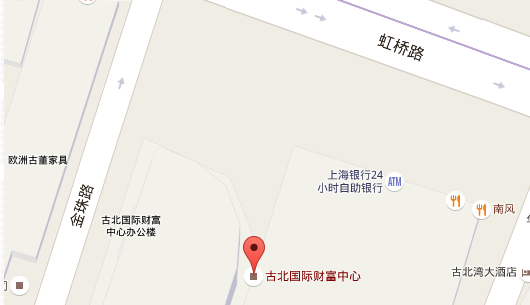 虹桥路
欧洲古董家具
上海银行24
小时自助银行
ATM
金珠路
南风
古北国际财富
中心办公楼
古北国际财富中心
古北湾大酒店